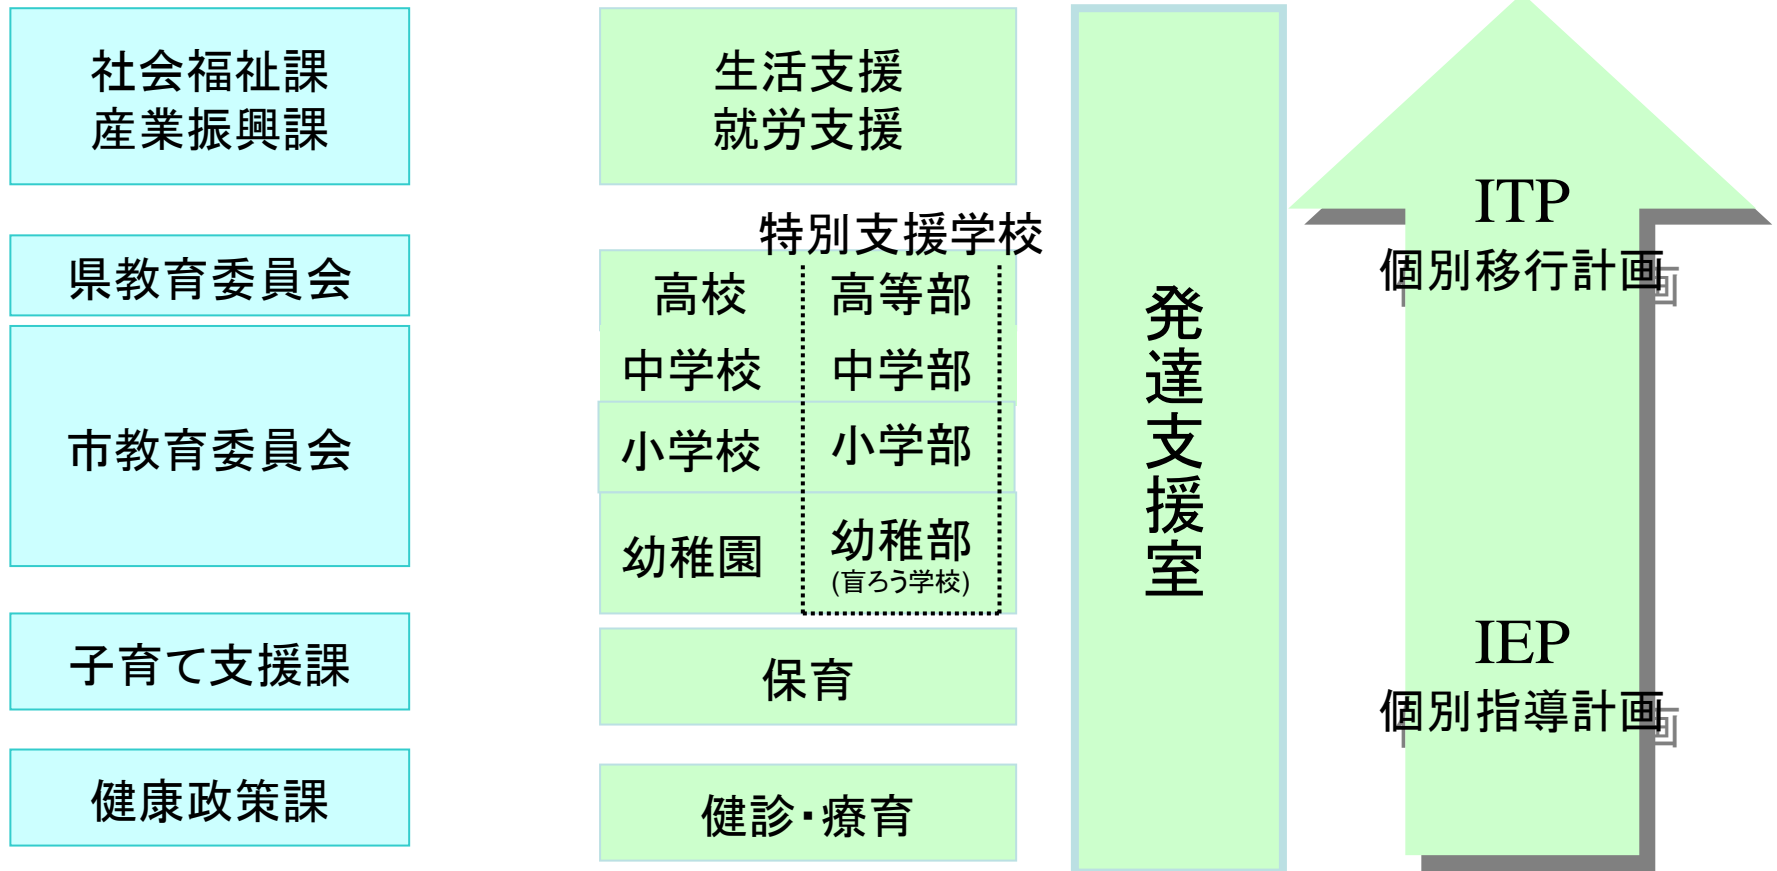 社会福祉課
産業振興課
県教育委員会
市教育委員会
子育て支援課
健康政策課
生活支援
就労支援
特別支援学校
高校
高等部
中学校
中学部
小学校
小学部
幼稚園
幼稚部
(盲ろう学校)
保育
健診・療育
発達支援室
ITP
個別移行計画
IEP
個別指導計画